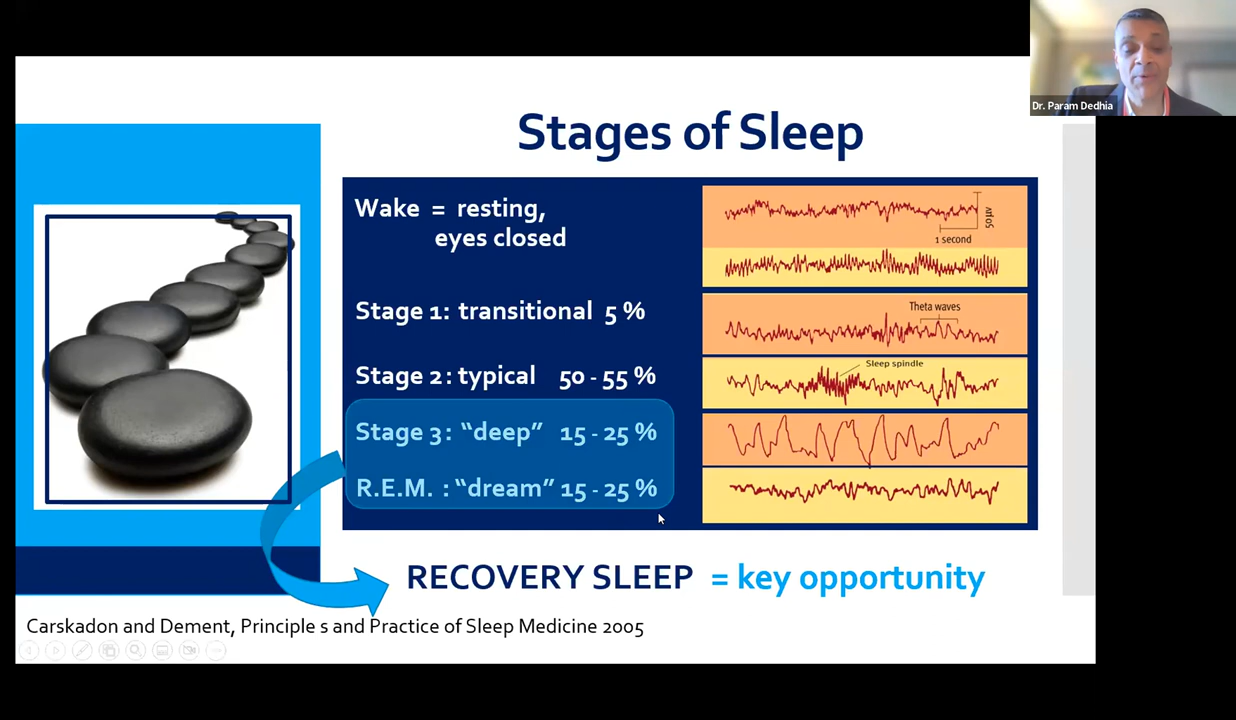 Dr. Param Dedhia
Stages of Sleep
Wake = resting,
eyes closed
50 µv
1 second
Stage 1: transitional 5 %
Theta waves
Stage 2: typical 50 - 55 %
Sleep spindle
Stage 3: “deep” 15 - 25 %
R.E.M. : “dream” 15 - 25 %
RECOVERY SLEEP = key opportunity
Carskadon and Dement, Principle s and Practice of Sleep Medicine 2005